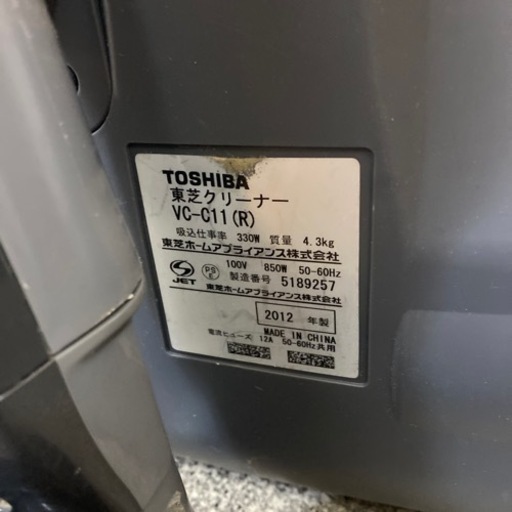 TOSHIBA
東芝クリーナー
VC-C11(R)
吸込仕事率 330W 質量 4.3kg
東芝ホームアプライアンス株式会社
100V 850W 50-60Hz
PS E 製造番号 5189257
JET 東芝ホームアプライアンス株式会社
2012 年製
MADE IN CHINA
電流ヒューズ 12A 50-60Hz共用